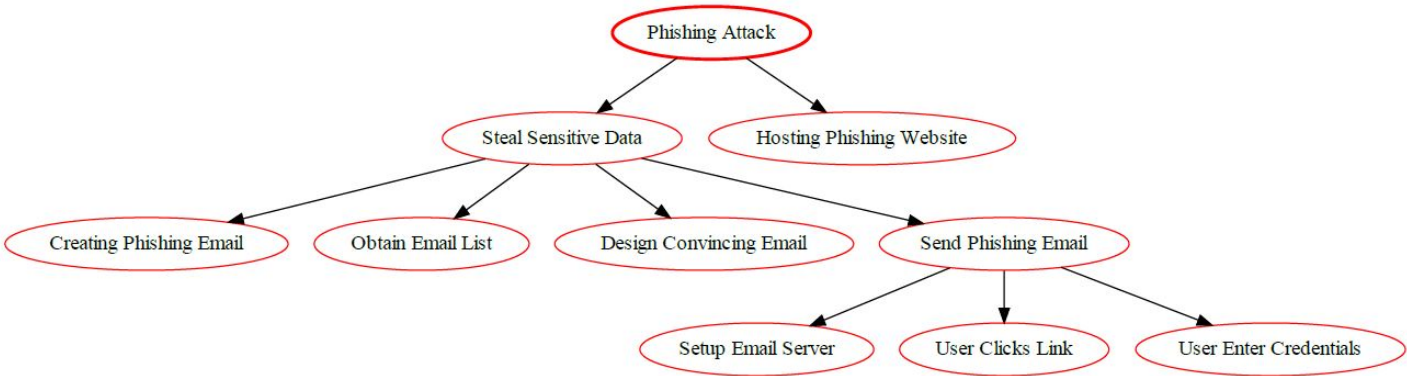 Phishing Attack
Steal Sensitive Data
Hosting Phishing Website
Creating Phishing Email
Obtain Email List
Design Convincing Email
Send Phishing Email
Setup Email Server
User Clicks Link
User Enter Credentials